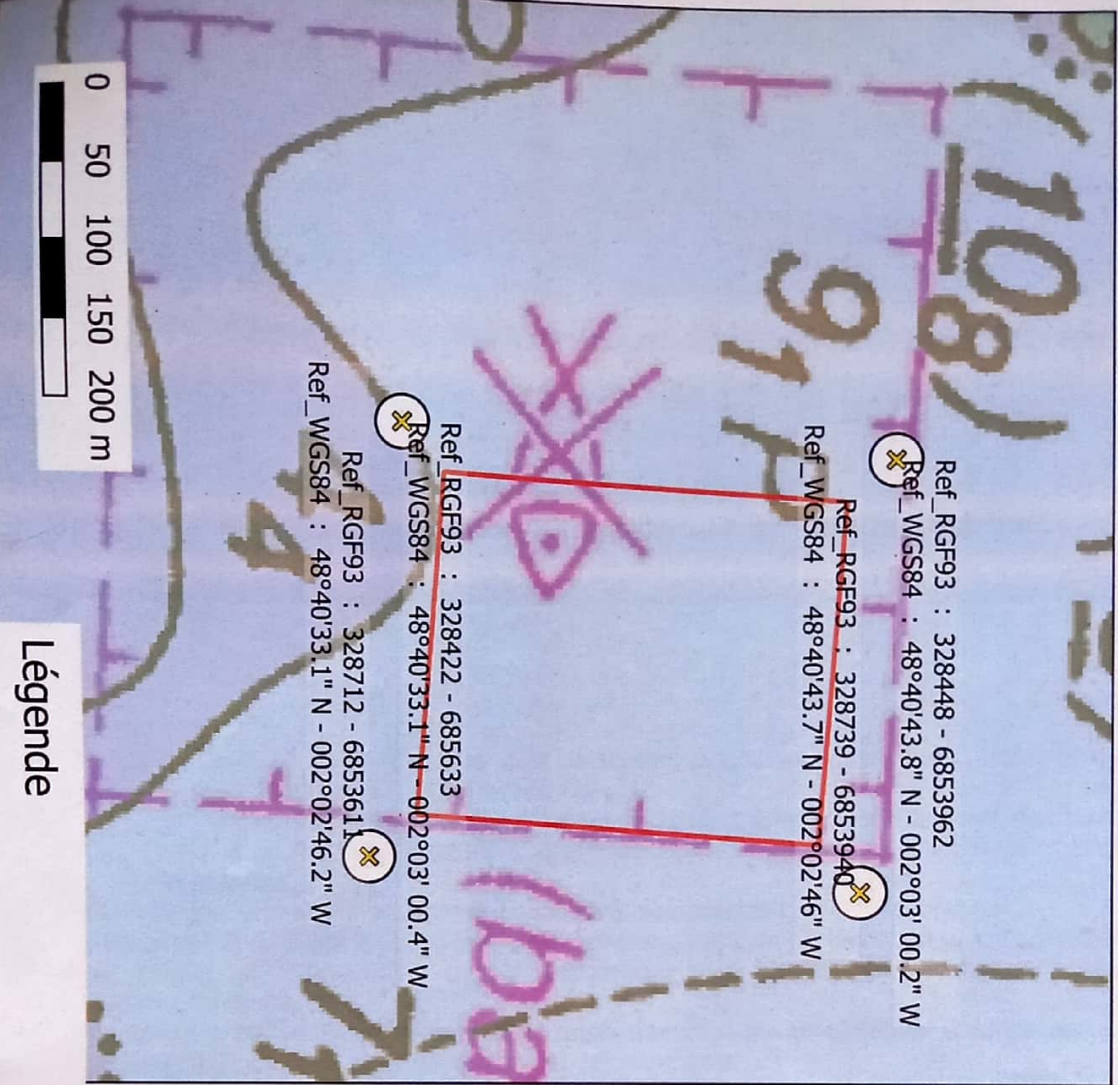 (108)
Ref_RGF93 : 328448 - 6853962
Ref_WGS84 : 48°40'43.8" N - 002°03' 00.2" W
91
Ref_RGF93 : 328739 - 6853940
Ref_WGS84 : 48°40'43.7" N - 002°02'46" W
(ba
Ref_RGF93 : 328422 - 685633
Ref_WGS84 : 48°40'33.1" N - 002°03' 00.4" W
Ref_RGF93 : 328712 - 6853611
Ref_WGS84 : 48°40'33.1" N - 002°02'46.2" W
0 50 100 150 200 m
Légende